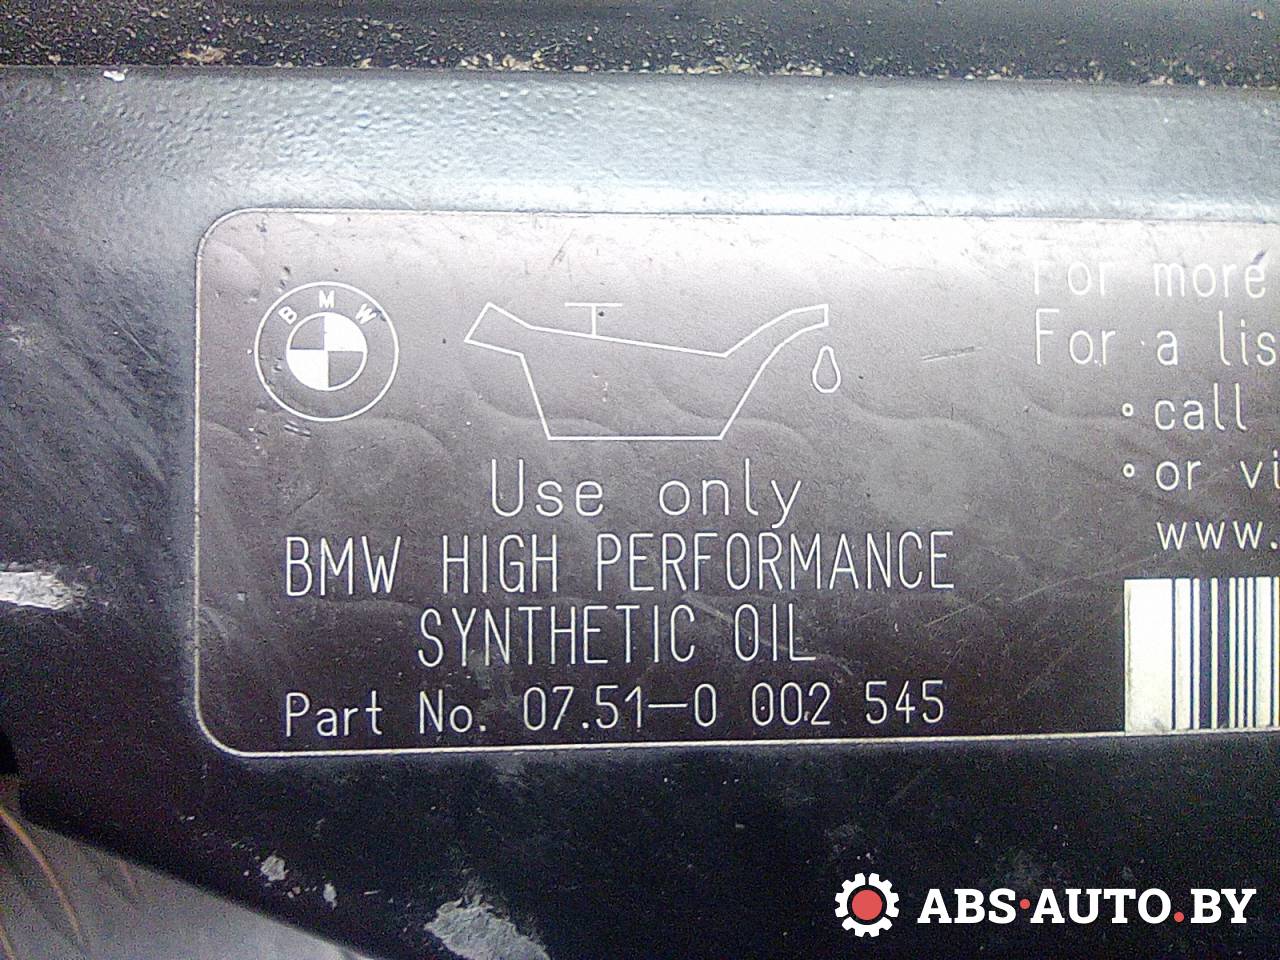 BMW
Use only
BMW HIGH PERFORMANCE
SYNTHETIC OIL
Part No. 07.51-0 002 545
For more
For a lis
• call
• or vi
www.
ABS·AUTO.BY